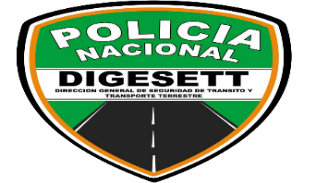 POLICIA
NACIONAL
DIGESETT
DIRECCION GENERAL DE SEGURIDAD DE TRANSITO Y
TRANSPORTE TERRESTRE